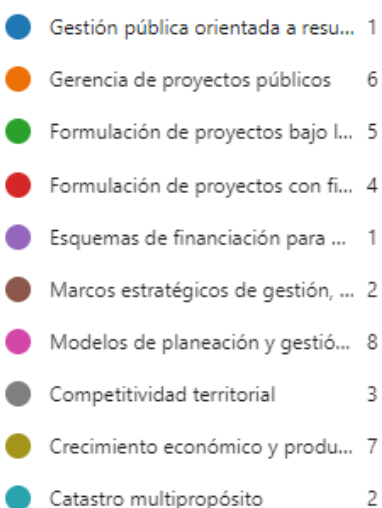 Gestión pública orientada a resu... 1
Gerencia de proyectos públicos 6
Formulación de proyectos bajo l... 5
Formulación de proyectos con fi... 4
Esquemas de financiación para ... 1
Marcos estratégicos de gestión, ... 2
Modelos de planeación y gestió... 8
Competitividad territorial 3
Crecimiento económico y produ... 7
Catastro multipropósito 2